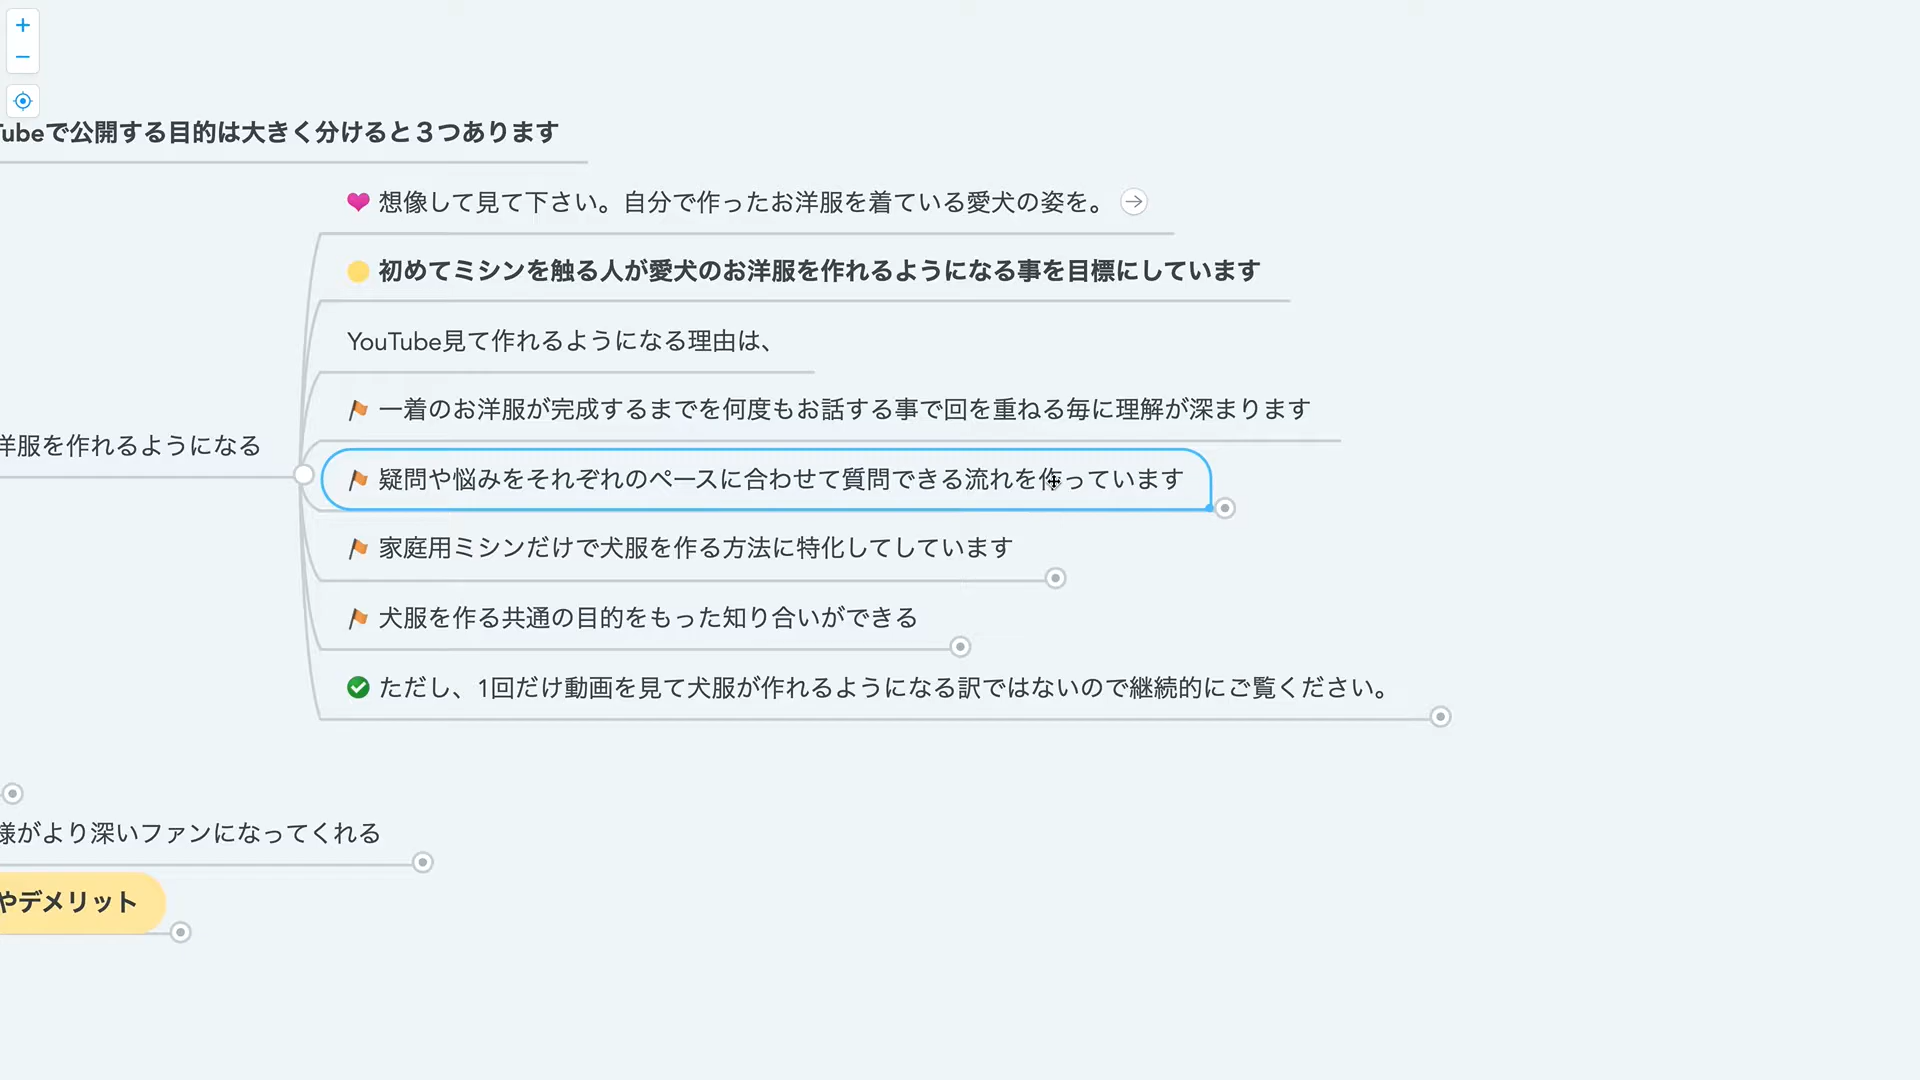 Tubeで公開する目的は大きく分けると３つあります
想像して見て下さい。自分で作ったお洋服を着ている愛犬の姿を。
初めてミシンを触る人が愛犬のお洋服を作れるようになる事を目標にしています
YouTube見て作れるようになる理由は、
一着のお洋服が完成するまでを何度もお話する事で回を重ねる毎に理解が深まります
洋服を作れるようになる
疑問や悩みをそれぞれのペースに合わせて質問できる流れを作っています
家庭用ミシンだけで犬服を作る方法に特化してしています
犬服を作る共通の目的をもった知り合いができる
ただし、1回だけ動画を見て犬服が作れるようになる訳ではないので継続的にご覧ください。
様がより深いファンになってくれる
やデメリット